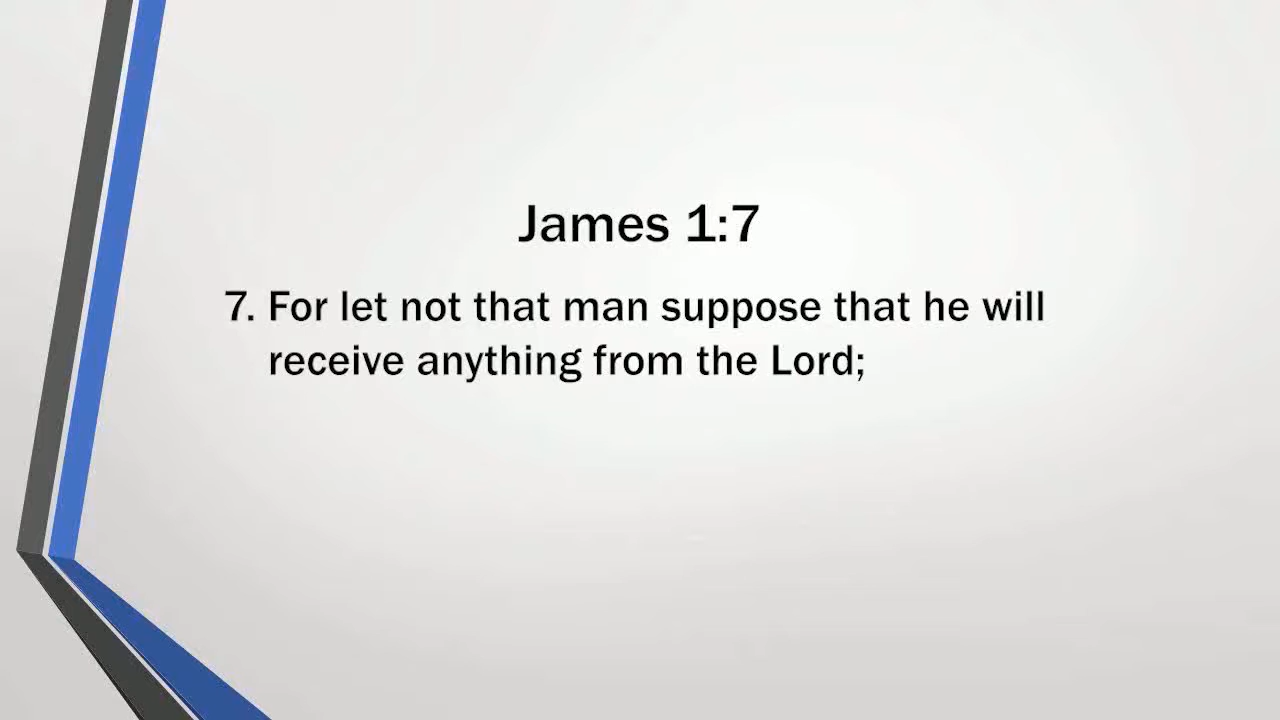 James 1:7
7. For let not that man suppose that he will
receive anything from the Lord;